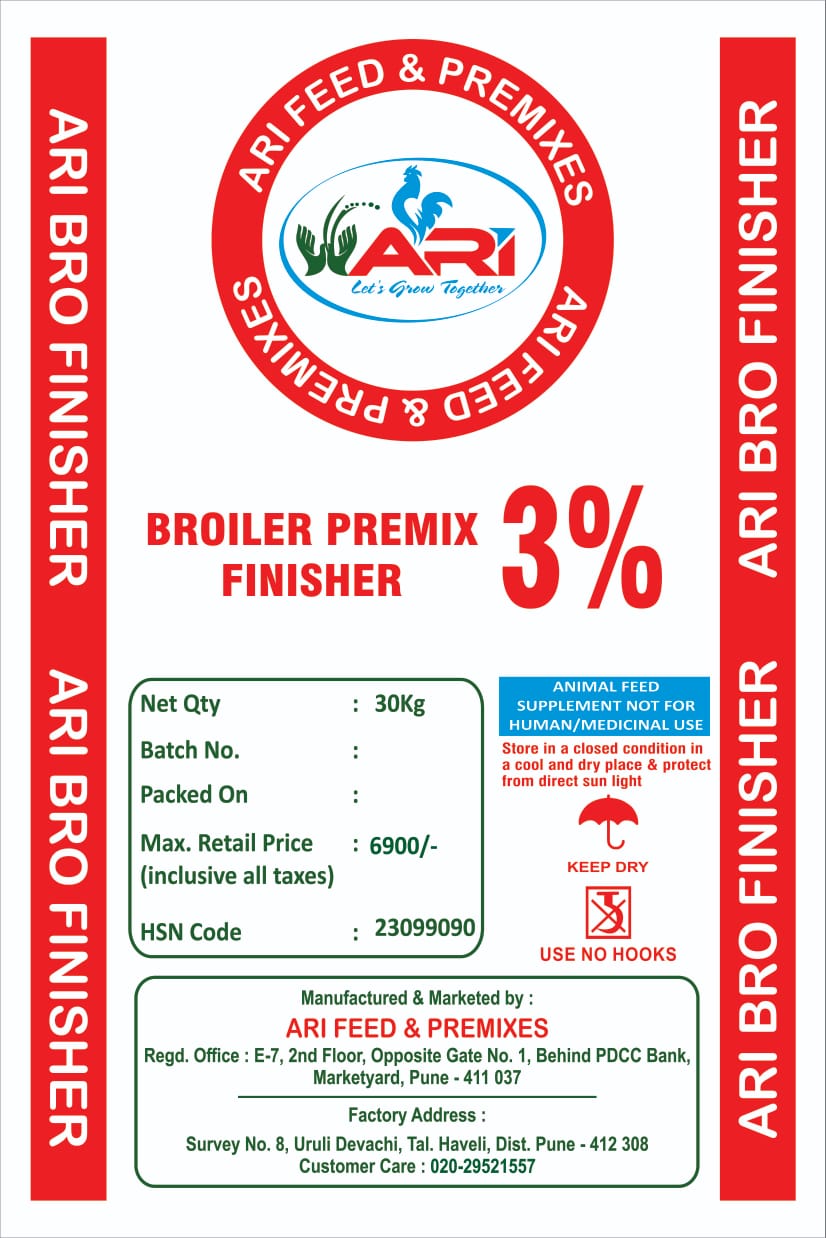 ARI FEED & PREMIXES
ARI
Let's Grow Together
ARI FEED & PREMIXES
ARI BRO FINISHER
ARI BRO FINISHER
ARI BRO FINISHER
ARI BRO FINISHER
BROILER PREMIX
FINISHER
3%
Net Qty : 30Kg
Batch No. :
Packed On :
Max. Retail Price : 6900/-
(inclusive all taxes)
HSN Code : 23099090
ANIMAL FEED
SUPPLEMENT NOT FOR
HUMAN/MEDICINAL USE
Store in a closed condition in
a cool and dry place & protect
from direct sun light
KEEP DRY
USE NO HOOKS
Manufactured & Marketed by :
ARI FEED & PREMIXES
Regd. Office : E-7, 2nd Floor, Opposite Gate No. 1, Behind PDCC Bank,
Marketyard, Pune - 411 037
Factory Address :
Survey No. 8, Uruli Devachi, Tal. Haveli, Dist. Pune - 412 308
Customer Care : 020-29521557